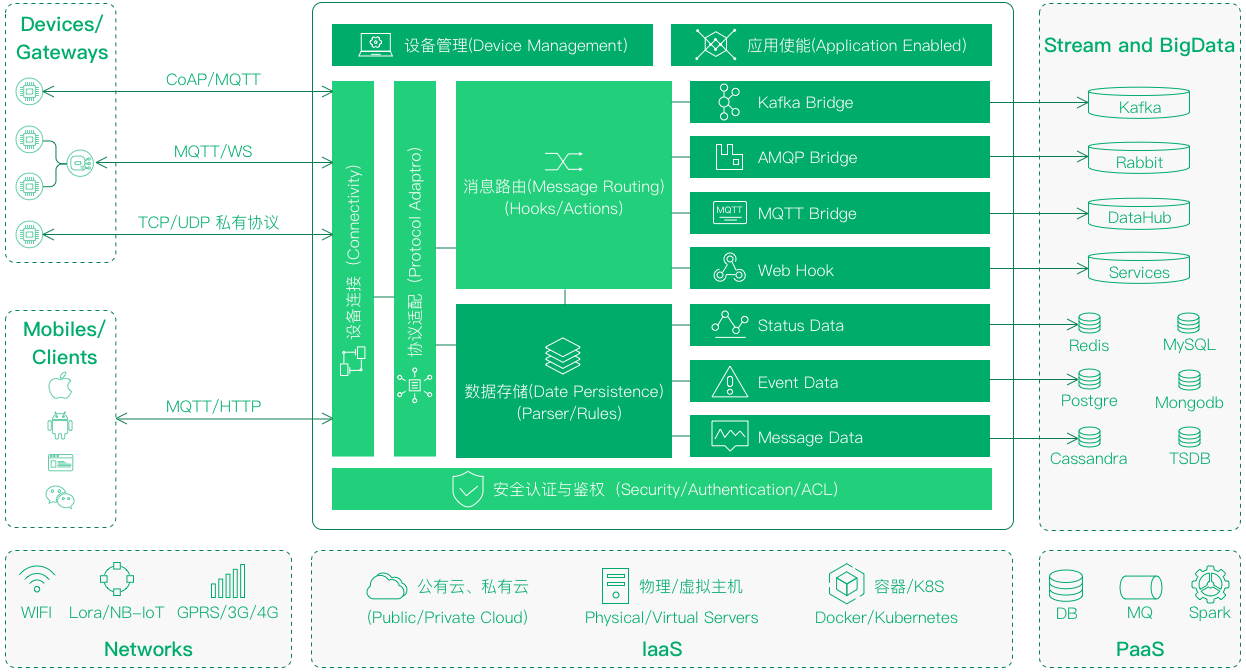 Devices/
Gateways
CoAP/MQTT
MQTT/WS
TCP/UDP 私有协议
Mobiles/
Clients
MQTT/HTTP
设备管理(Device Management)
应用使能(Application Enabled)
设备连接（Connectivity）
协议适配（Protocol Adaptro）
消息路由(Message Routing)
(Hooks/Actions)
数据存储(Date Persistence)
(Parser/Rules)
Kafka Bridge
AMQP Bridge
MQTT
MQTT Bridge
Web Hook
Status Data
Event Data
Message Data
安全认证与鉴权（Security/Authentication/ACL）
Stream and BigData
Kafka
Rabbit
DataHub
Services
Redis
MySQL
Postgre
Mongodb
Cassandra
TSDB
WIFI
Lora/NB-IoT
GPRS/3G/4G
Networks
公有云、私有云
(Public/Private Cloud)
物理/虚拟主机
Physical/Virtual Servers
容器/K8S
Docker/Kubernetes
IaaS
DB
MQ
Spark
PaaS